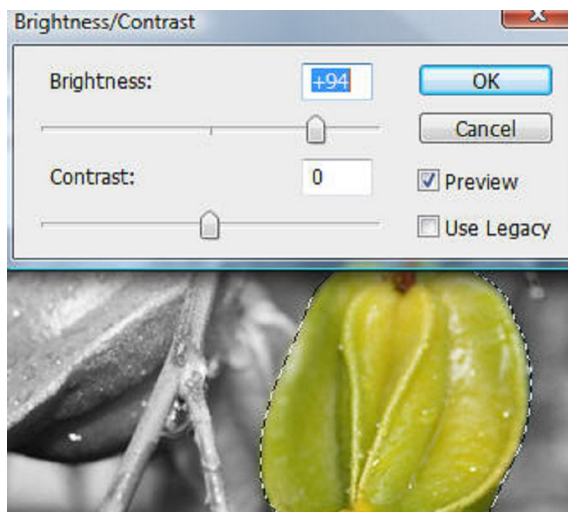 Brightness/Contrast
Brightness: +94 OK
Cancel
Contrast: 0 Preview
Use Legacy